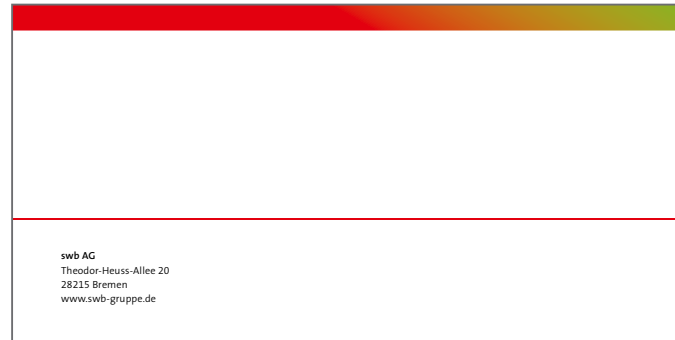 swb AG
Theodor-Heuss-Allee 20
28215 Bremen
www.swb-gruppe.de